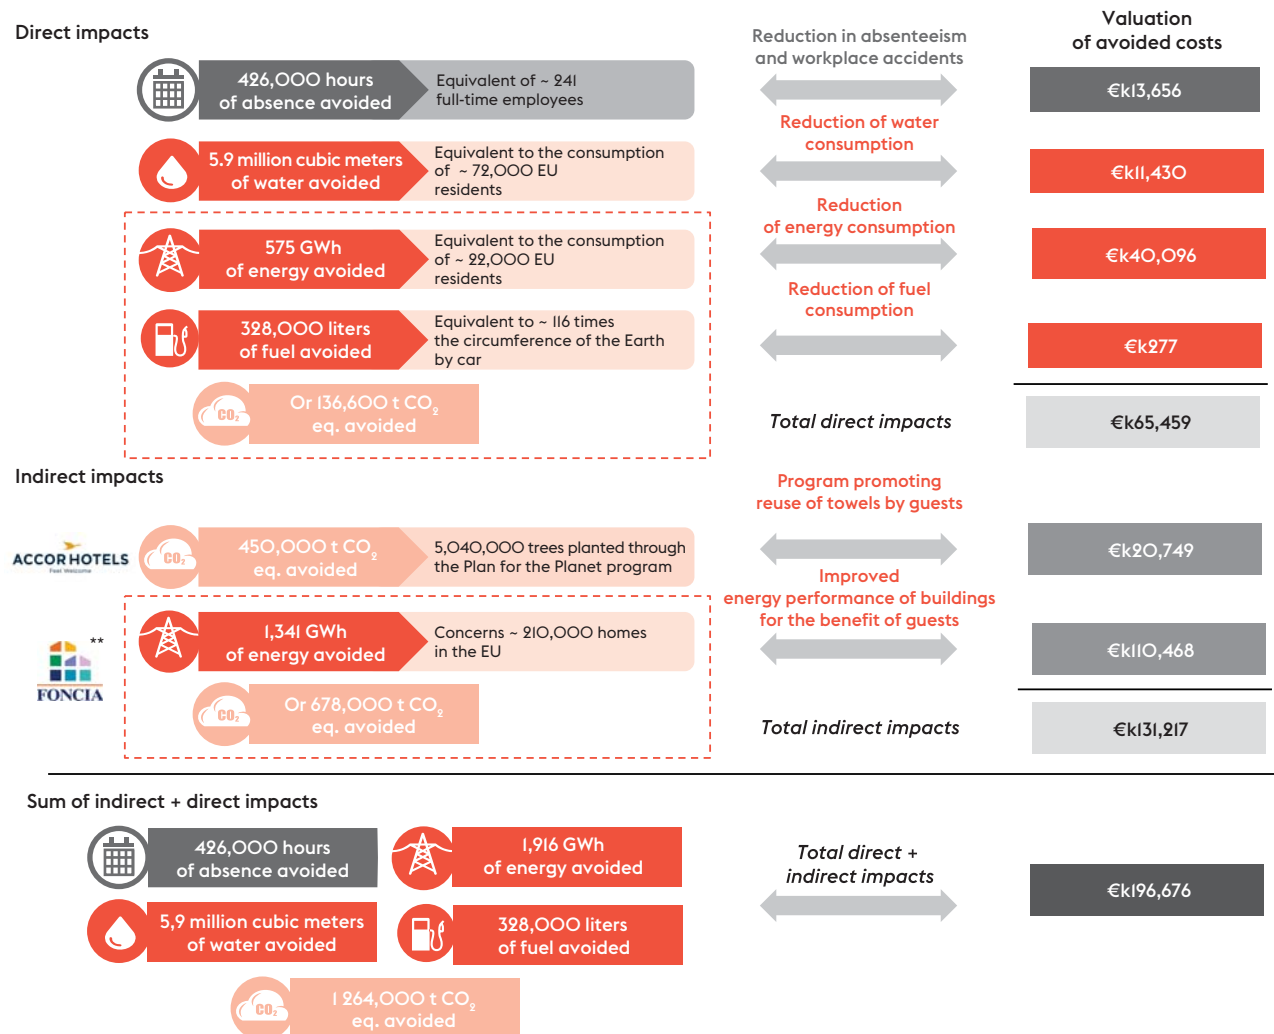 Direct impacts
Valuation
of avoided costs
Reduction in absenteeism
and workplace accidents
426,000 hours
of absence avoided
Equivalent of ~ 241
full-time employees
€k13,656
Reduction of water
consumption
5.9 million cubic meters
of water avoided
Equivalent to the consumption
of ~ 72,000 EU
residents
€k11,430
Reduction
of energy consumption
575 GWh
of energy avoided
Equivalent to the consumption
of ~ 22,000 EU
residents
€k40,096
Reduction of fuel
consumption
328,000 liters
of fuel avoided
Equivalent to ~ 116 times
the circumference of the Earth
by car
€k277
CO₂
Or 136,600 t CO₂
eq. avoided
Total direct impacts
€k65,459
Indirect impacts
Program promoting
reuse of towels by guests
ACCORHOTELS
Feel Welcome
CO₂
450,000 t CO₂
eq. avoided
5,040,000 trees planted through
the Plan for the Planet program
€k20,749
Improved
energy performance of buildings
for the benefit of guests
**
FONCIA
1,341 GWh
of energy avoided
Concerns ~ 210,000 homes
in the EU
€k110,468
CO₂
Or 678,000 t CO₂
eq. avoided
Total indirect impacts
€k131,217
Sum of indirect + direct impacts
426,000 hours
of absence avoided
1,916 GWh
of energy avoided
Total direct +
indirect impacts
€k196,676
5,9 million cubic meters
of water avoided
328,000 liters
of fuel avoided
CO₂
1 264,000 t CO₂
eq. avoided